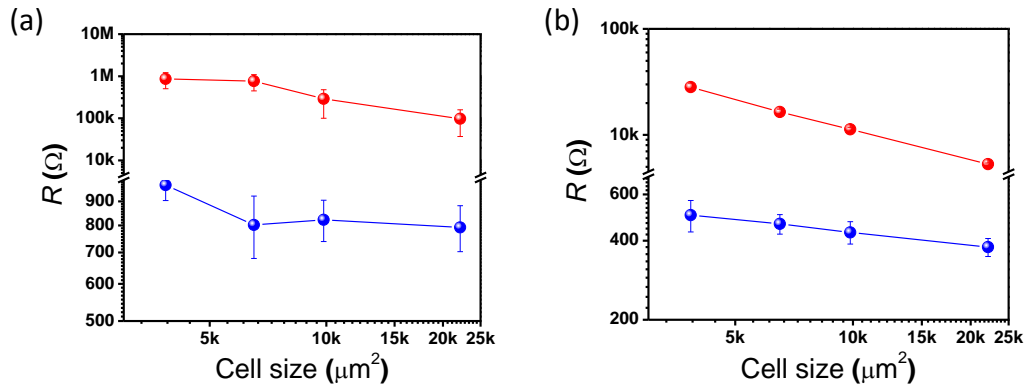 (a)
10M
1M
100k
10k
900
800
700
600
500
R (Ω)
5k
10k
15k
20k
25k
Cell size (μm²)
(b)
100k
10k
600
400
200
R (Ω)
5k
10k
15k
20k
25k
Cell size (μm²)